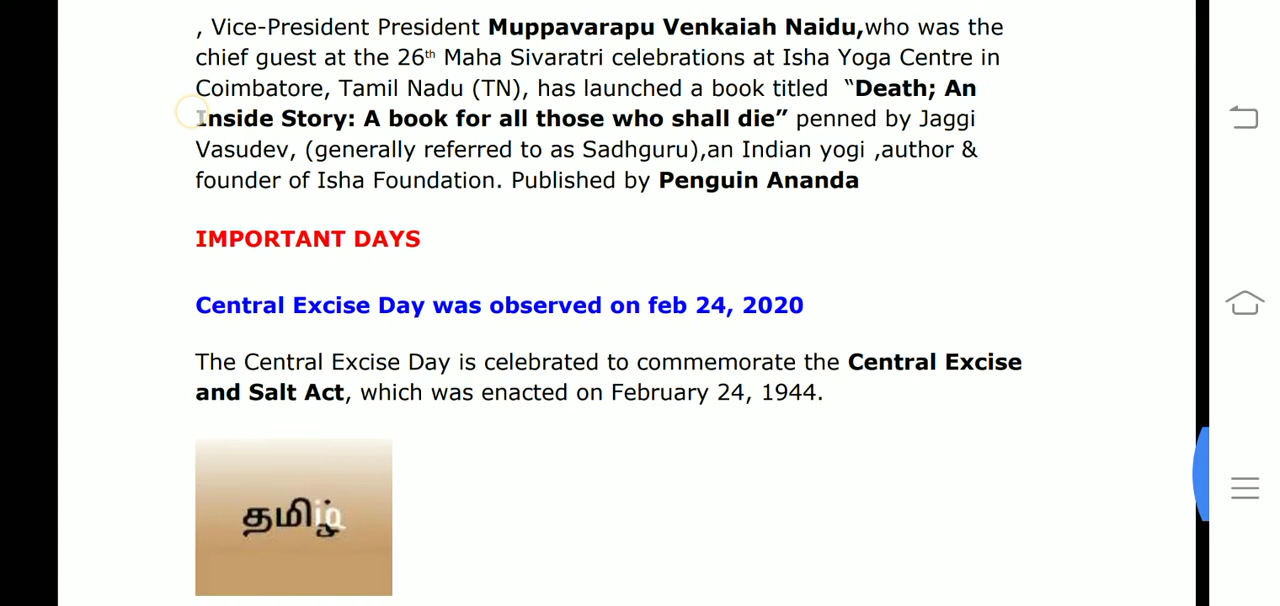 , Vice-President President Muppavarapu Venkaiah Naidu,who was the
chief guest at the 26th Maha Sivaratri celebrations at Isha Yoga Centre in
Coimbatore, Tamil Nadu (TN), has launched a book titled “Death; An
Inside Story: A book for all those who shall die” penned by Jaggi
Vasudev, (generally referred to as Sadhguru),an Indian yogi ,author &
founder of Isha Foundation. Published by Penguin Ananda
IMPORTANT DAYS
Central Excise Day was observed on feb 24, 2020
The Central Excise Day is celebrated to commemorate the Central Excise
and Salt Act, which was enacted on February 24, 1944.
தமிழ்